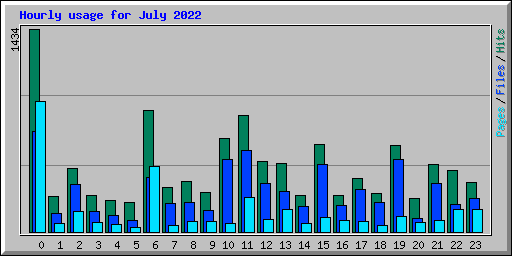 Hourly usage for July 2022
1434
Pages/Files/Hits
0 1 2 3 4 5 6 7 8 9 10 11 12 13 14 15 16 17 18 19 20 21 22 23